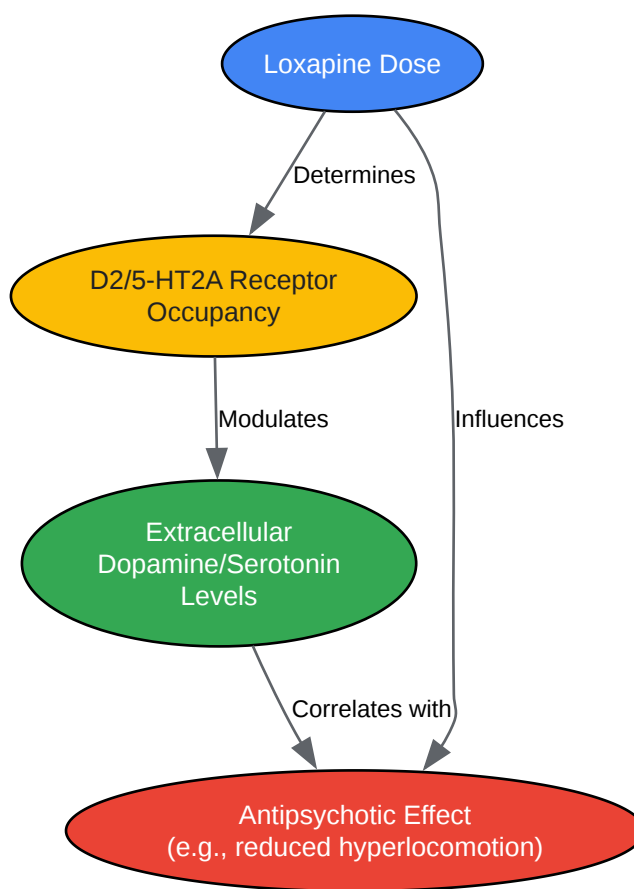 Loxapine Dose
Determines
D2/5-HT2A Receptor
Occupancy
Modulates
Influences
Extracellular
Dopamine/Serotonin
Levels
Correlates with
Antipsychotic Effect
(e.g., reduced hyperlocomotion)